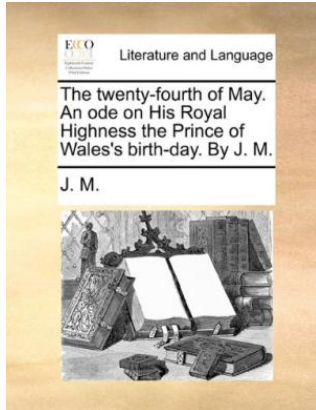 ECCO
Literature and Language
The twenty-fourth of May.
An ode on His Royal
Highness the Prince of
Wales's birth-day. By J. M.
J. M.